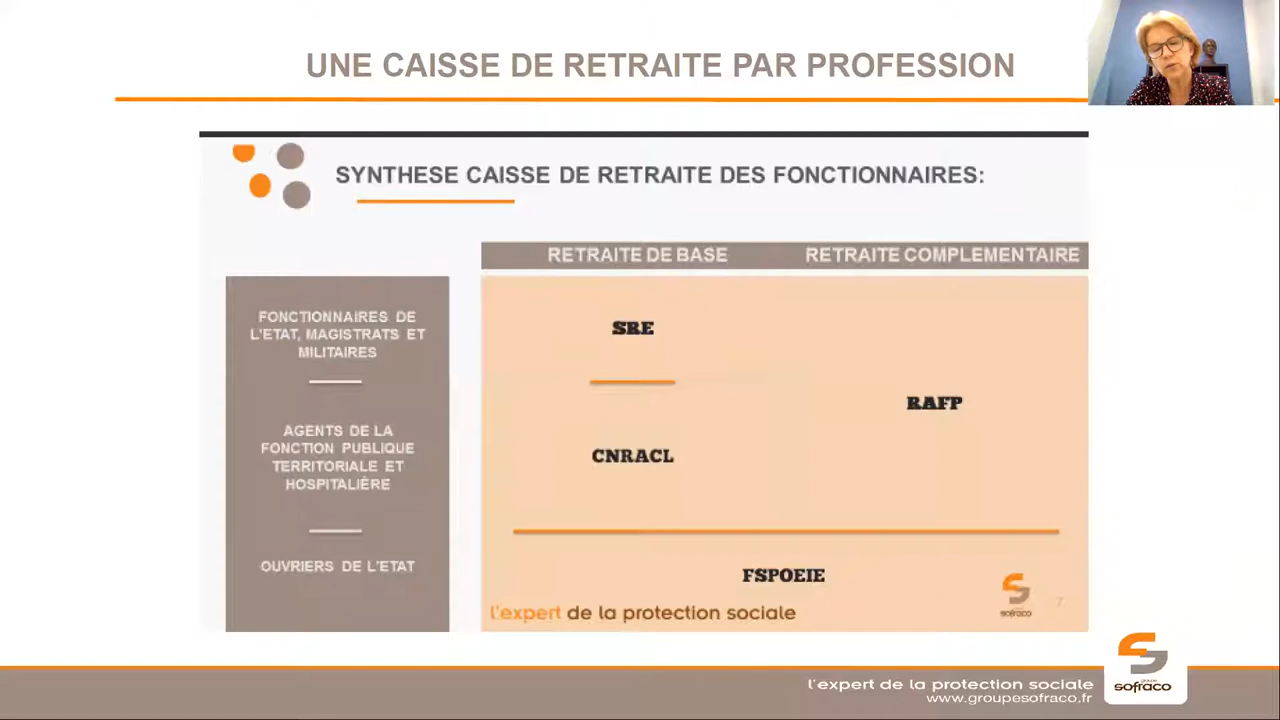 UNE CAISSE DE RETRAITE PAR PROFESSION
SYNTHESE CAISSE DE RETRAITE DES FONCTIONNAIRES:
RETRAITE DE BASE
RETRAITE COMPLEMENTAIRE
FONCTIONNAIRES DE
L'ETAT, MAGISTRATS ET
MILITAIRES
SRE
RAFP
AGENTS DE LA
FONCTION PUBLIQUE
TERRITORIALE ET
HOSPITALIÈRE
CNRACL
OUVRIERS DE L'ETAT
FSPOEIE
l'expert de la protection sociale
sofraco
7
l'expert de la protection sociale
www.groupesofraco.fr
groupe
sofraco